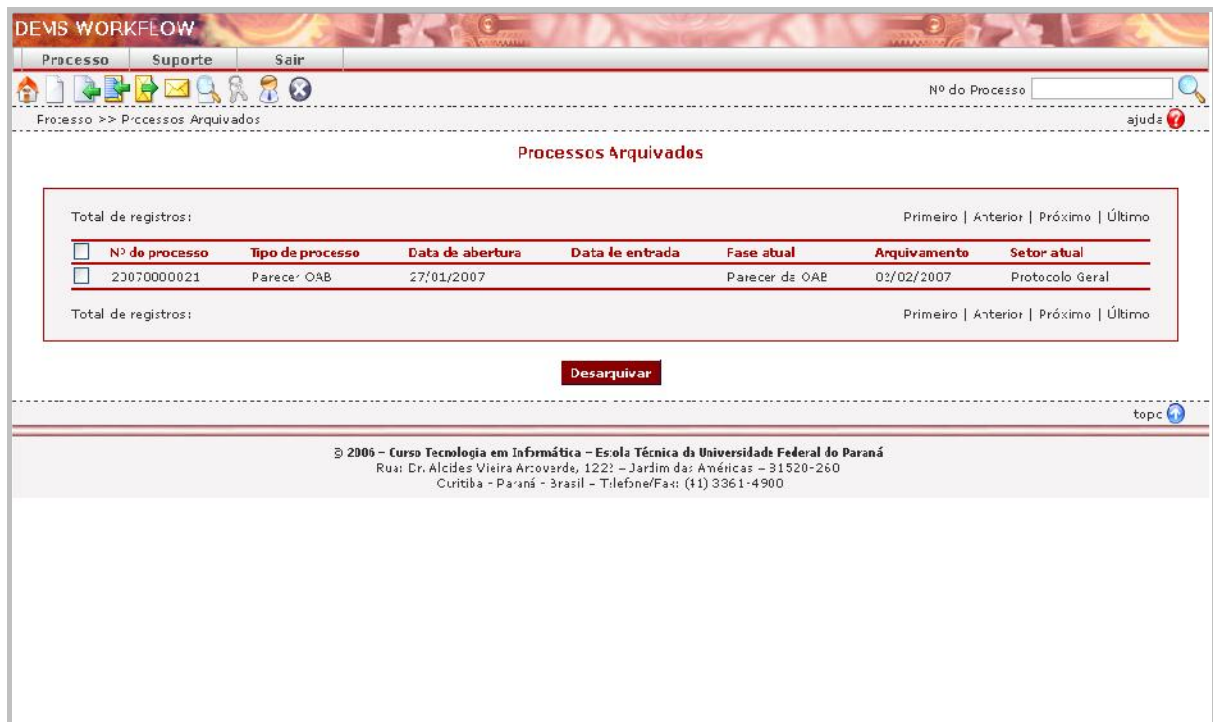 DEMS WORKFLOW
Processo Suporte Sair
Nº do Processo
Processo >> Processos Arquivados ajuda
Processos Arquivados
Total de registros: Primeiro | Anterior | Próximo | Último
Nº do processo Tipo de processo Data de abertura Data de entrada Fase atual Arquivamento Setor atual
20070000021 Parecer OAB 27/01/2007 Parecer da OAB Protocolo Geral
Total de registros: Primeiro | Anterior | Próximo | Último
Desarquivar
topo
© 2006 – Curso Tecnologia em Informática – Escola Técnica da Universidade Federal do Paraná
Rua: Dr. Alcides Vieira Arcoverde, – Jardim das Américas – 81520-260
Curitiba - Paraná - Brasil – Telefone/Fax: (41) 3361-4900